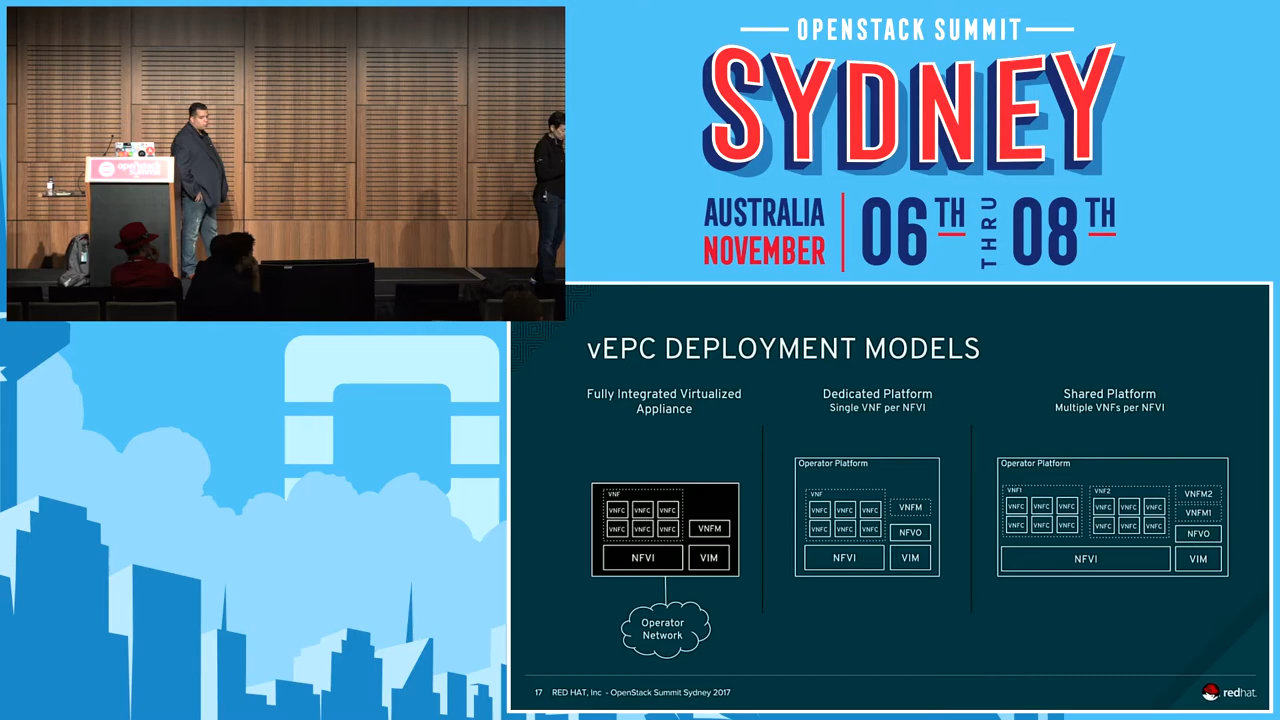 OPENSTACK SUMMIT
SYDNEY
AUSTRALIA
NOVEMBER
06TH THRU 08TH
openstack
vEPC DEPLOYMENT MODELS
Fully Integrated Virtualized
Appliance
VNF
VNFC VNFC VNFC
VNFC VNFC VNFC
VNFM
NFVI
VIM
Operator
Network
Dedicated Platform
Single VNF per NFVI
Operator Platform
VNF
VNFC VNFC VNFC
VNFC VNFC VNFC
VNFM
NFVO
NFVI
VIM
Shared Platform
Multiple VNFs per NFVI
Operator Platform
VNF1
VNFC VNFC VNFC
VNFC VNFC VNFC
VNF2
VNFC VNFC VNFC
VNFC VNFC VNFC
VNFM2
VNFM1
NFVO
NFVI
VIM
17 RED HAT, Inc - OpenStack Summit Sydney 2017
redhat.